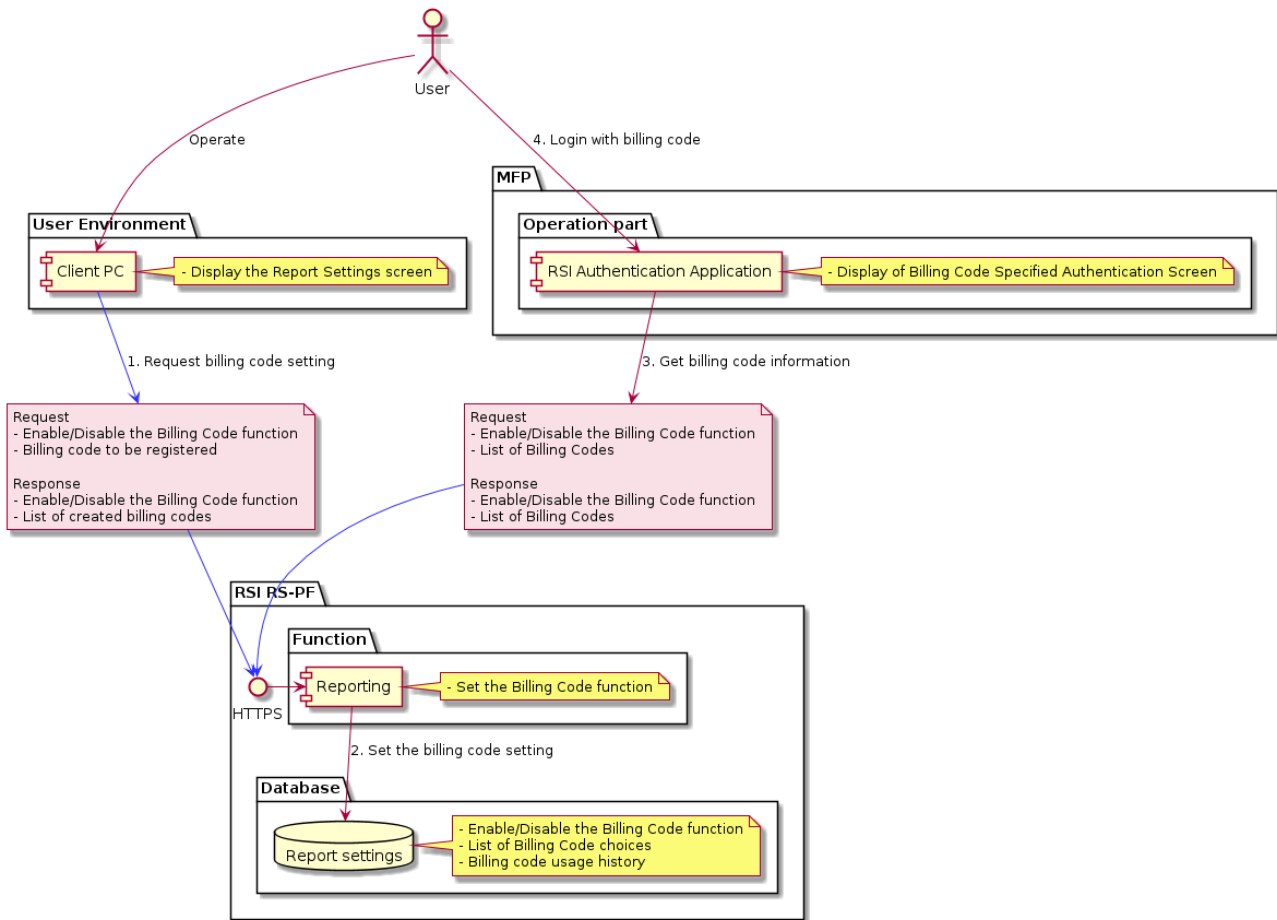 User
Operate
4. Login with billing code
MFP
User Environment
Operation part
Client PC
- Display the Report Settings screen
RSI Authentication Application
- Display of Billing Code Specified Authentication Screen
1. Request billing code setting
3. Get billing code information
Request
- Enable/Disable the Billing Code function
- Billing code to be registered
Response
- Enable/Disable the Billing Code function
- List of created billing codes
Request
- Enable/Disable the Billing Code function
- List of Billing Codes
Response
- Enable/Disable the Billing Code function
- List of Billing Codes
RSI RS-PF
Function
Reporting
- Set the Billing Code function
HTTPS
2. Set the billing code setting
Database
Report settings
- Enable/Disable the Billing Code function
- List of Billing Code choices
- Billing code usage history